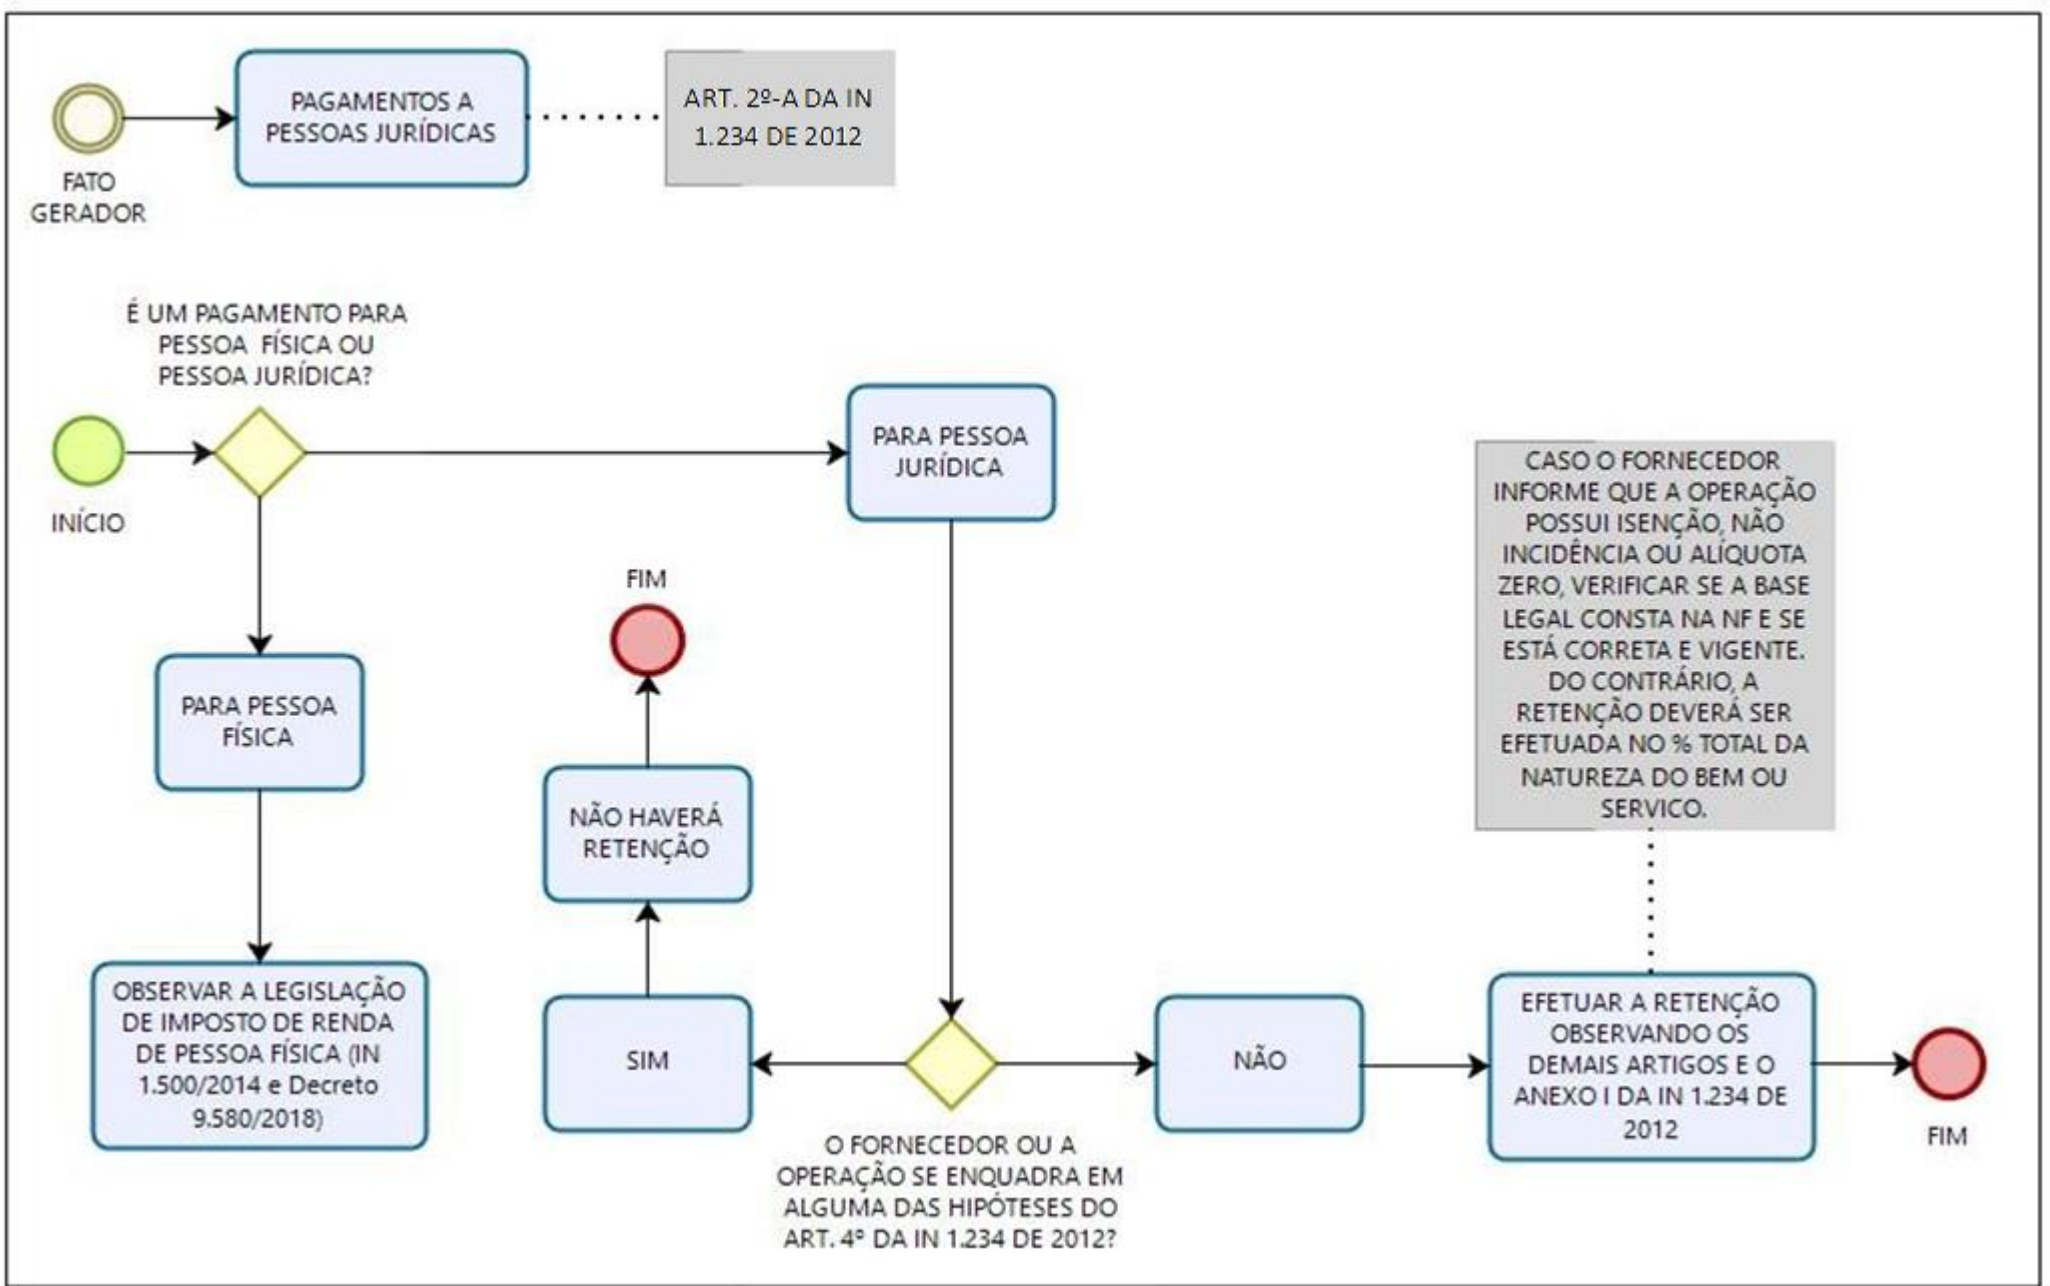 PAGAMENTOS A
PESSOAS JURÍDICAS
ART. 2º-A DA IN
1.234 DE 2012
FATO
GERADOR
É UM PAGAMENTO PARA
PESSOA FÍSICA OU
PESSOA JURÍDICA?
INÍCIO
PARA PESSOA
JURÍDICA
PARA PESSOA
FÍSICA
OBSERVAR A LEGISLAÇÃO
DE IMPOSTO DE RENDA
DE PESSOA FÍSICA (IN
1.500/2014 e Decreto
9.580/2018)
FIM
NÃO HAVERÁ
RETENÇÃO
SIM
O FORNECEDOR OU A
OPERAÇÃO SE ENQUADRA EM
ALGUMA DAS HIPÓTESES DO
ART. 4º DA IN 1.234 DE 2012?
NÃO
CASO O FORNECEDOR
INFORME QUE A OPERAÇÃO
POSSUI ISENÇÃO, NÃO
INCIDÊNCIA OU ALÍQUOTA
ZERO, VERIFICAR SE A BASE
LEGAL CONSTA NA NF E SE
ESTÁ CORRETA E VIGENTE.
DO CONTRÁRIO, A
RETENÇÃO DEVERÁ SER
EFETUADA NO % TOTAL DA
NATUREZA DO BEM OU
SERVICO.
EFETUAR A RETENÇÃO
OBSERVANDO OS
DEMAIS ARTIGOS E O
ANEXO I DA IN 1.234 DE
2012
FIM